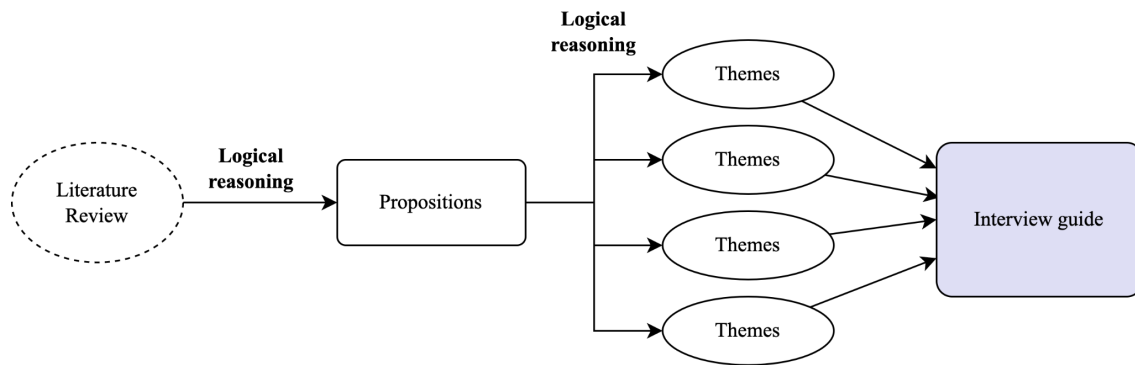 Logical
reasoning
Themes
Logical
reasoning
Themes
Literature
Review
Propositions
Interview guide
Themes
Themes